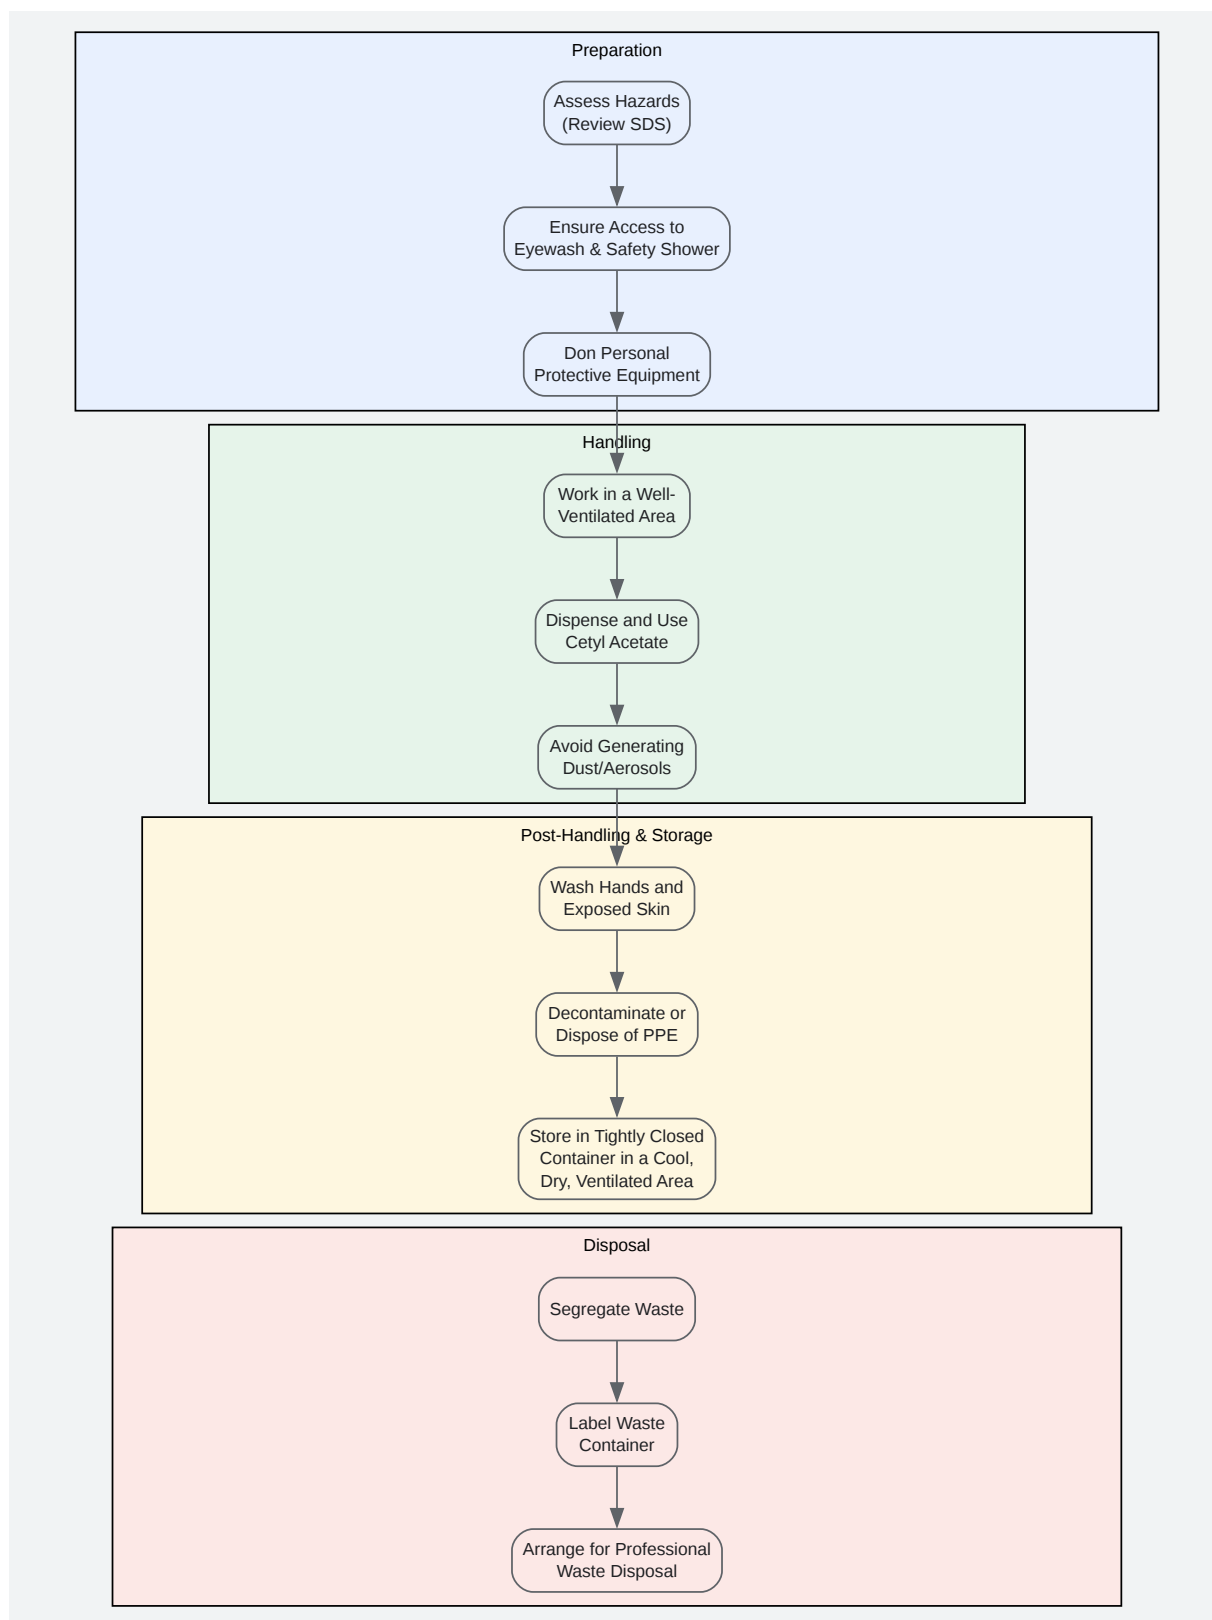 Preparation
Assess Hazards
(Review SDS)
Ensure Access to
Eyewash & Safety Shower
Don Personal
Protective Equipment
Handling
Work in a Well-
Ventilated Area
Dispense and Use
Cetyl Acetate
Avoid Generating
Dust/Aerosols
Post-Handling & Storage
Wash Hands and
Exposed Skin
Decontaminate or
Dispose of PPE
Store in Tightly Closed
Container in a Cool,
Dry, Ventilated Area
Disposal
Segregate Waste
Label Waste
Container
Arrange for Professional
Waste Disposal